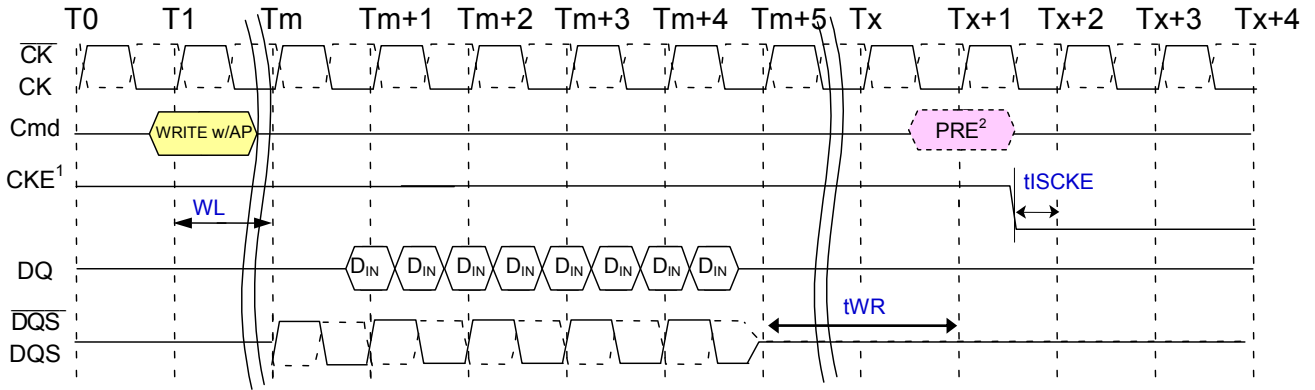 T0 T1 Tm Tm+1 Tm+2 Tm+3 Tm+4 Tm+5 Tx Tx+1 Tx+2 Tx+3 Tx+4
CK
CK
Cmd WRITE w/AP PRE2
CKE1 tISCKE
WL
DQ DIN DIN DIN DIN DIN DIN DIN DIN
DQS tWR
DQS